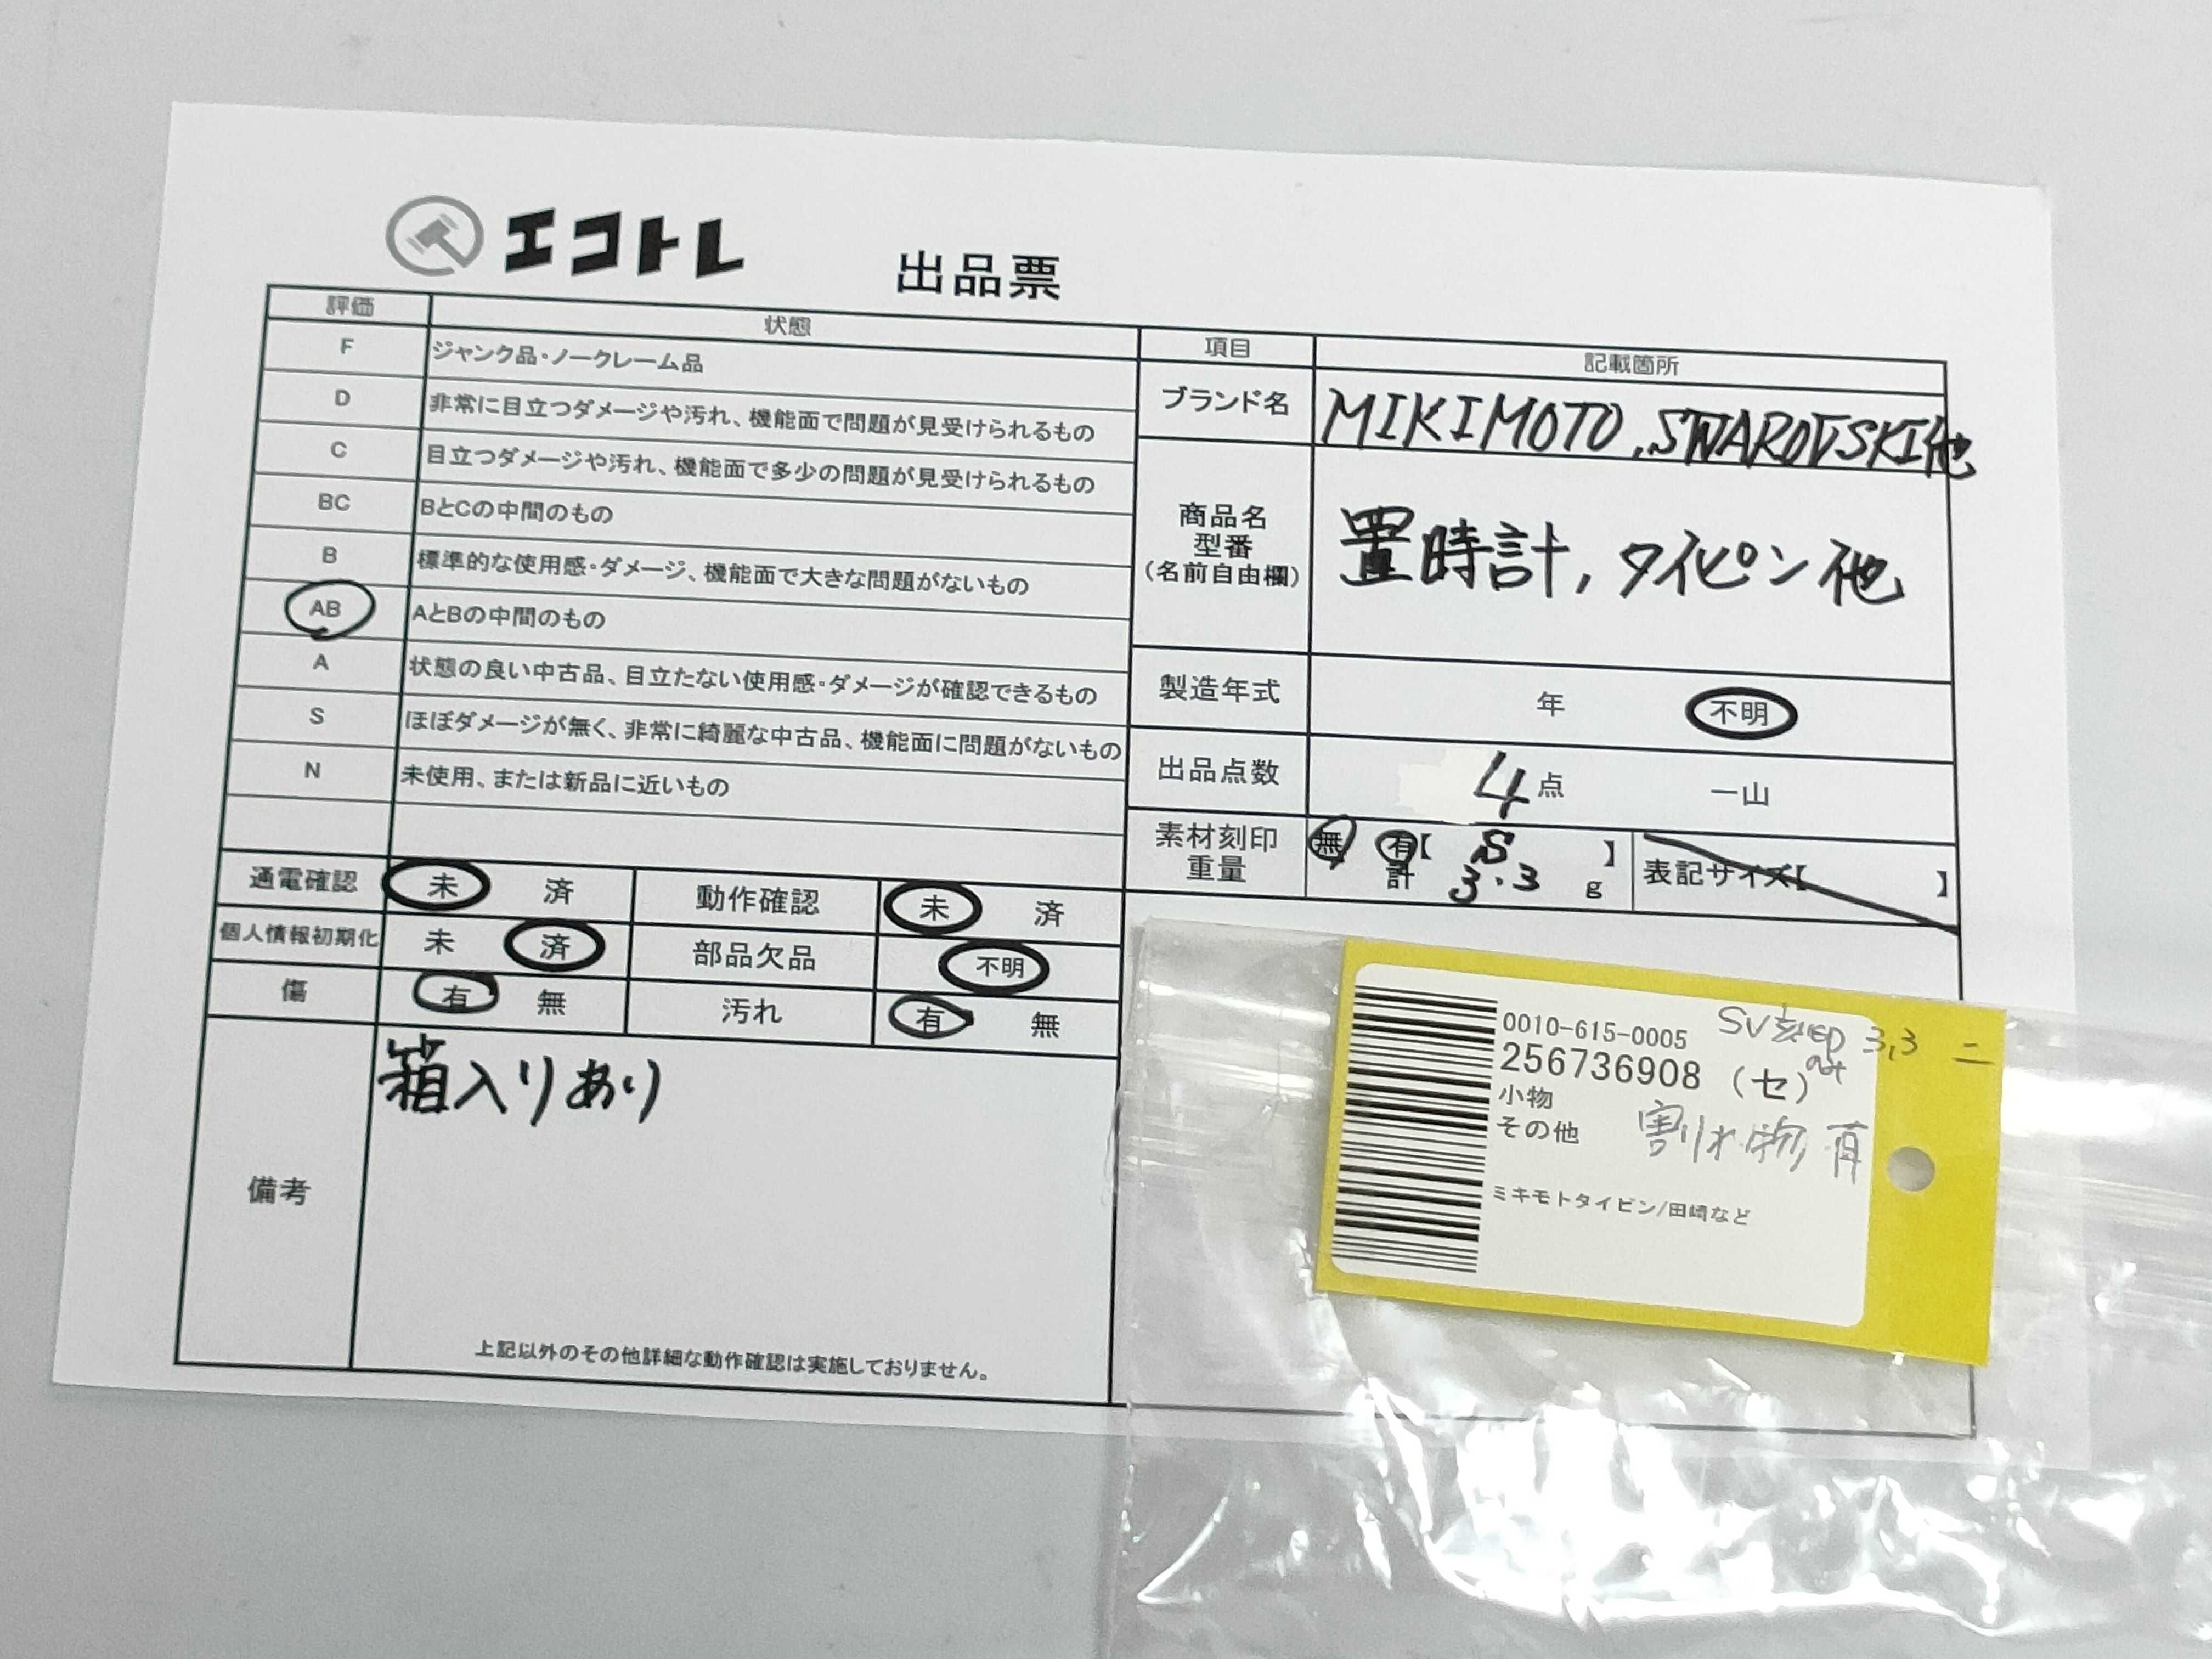 エコトレ
出品票
評価 状態
F ジャンク品・ノークレーム品
D 非常に目立つダメージや汚れ、機能面で問題が見受けられるもの
C 目立つダメージや汚れ、機能面で多少の問題が見受けられるもの
BC BとCの中間のもの
B 標準的な使用感・ダメージ、機能面で大きな問題がないもの
AB AとBの中間のもの
A 状態の良い中古品、目立たない使用感・ダメージが確認できるもの
S ほぼダメージが無く、非常に綺麗な中古品、機能面に問題がないもの
N 未使用、または新品に近いもの
通電確認 未 済 動作確認 未 済
個人情報初期化 未 済 部品欠品 不明
傷 有 無 汚れ 有 無
備考 箱入りあり
上記以外のその他詳細な動作確認は実施しておりません。
項目 記載箇所
ブランド名 MIKIMOTO,SWAROVSKI他
商品名
型番
(名前自由欄)
置時計,タイピン他
製造年式 年 不明
出品点数 4点 一山
素材刻印 無 有【 S 】
重量 計 3.3 g
表記サイズ【 】
0010-615-0005
256736908 (セ)
小物
その他
ミキモトタイピン/田崎など
SV刻印 3,3
割れ物有